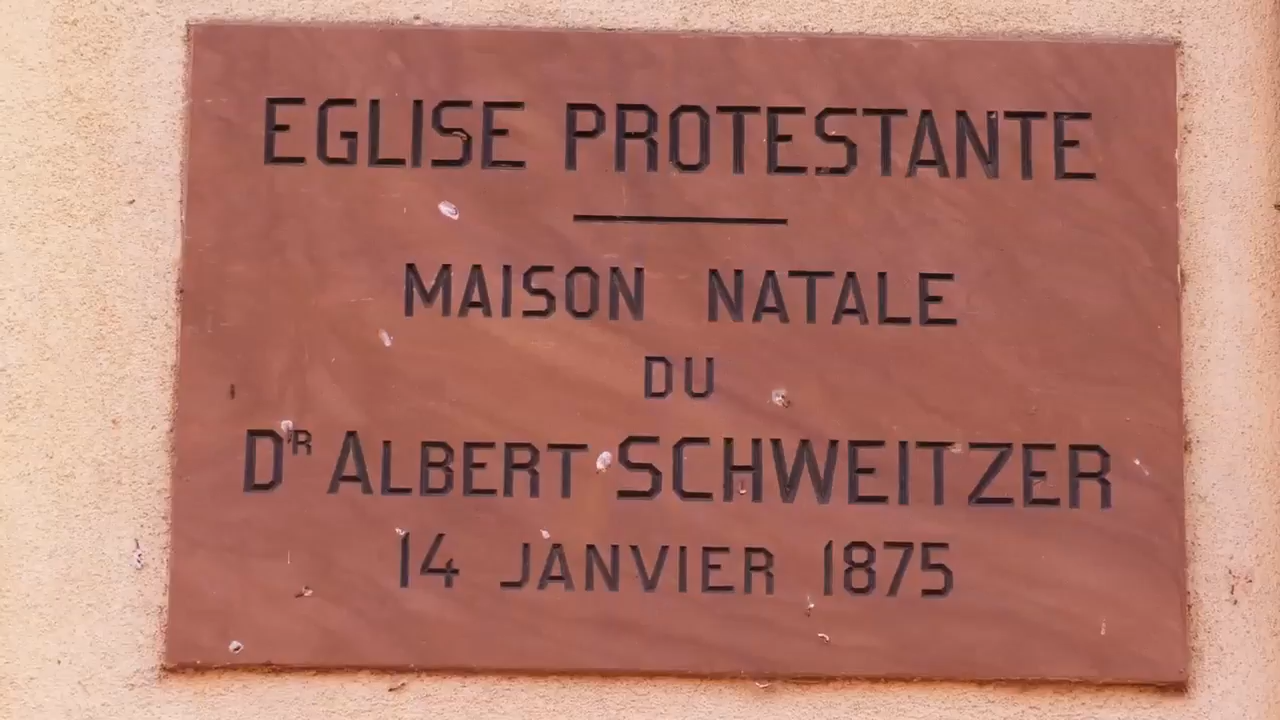 EGLISE PROTESTANTE
MAISON NATALE
DU
DR ALBERT SCHWEITZER
14 JANVIER 1875